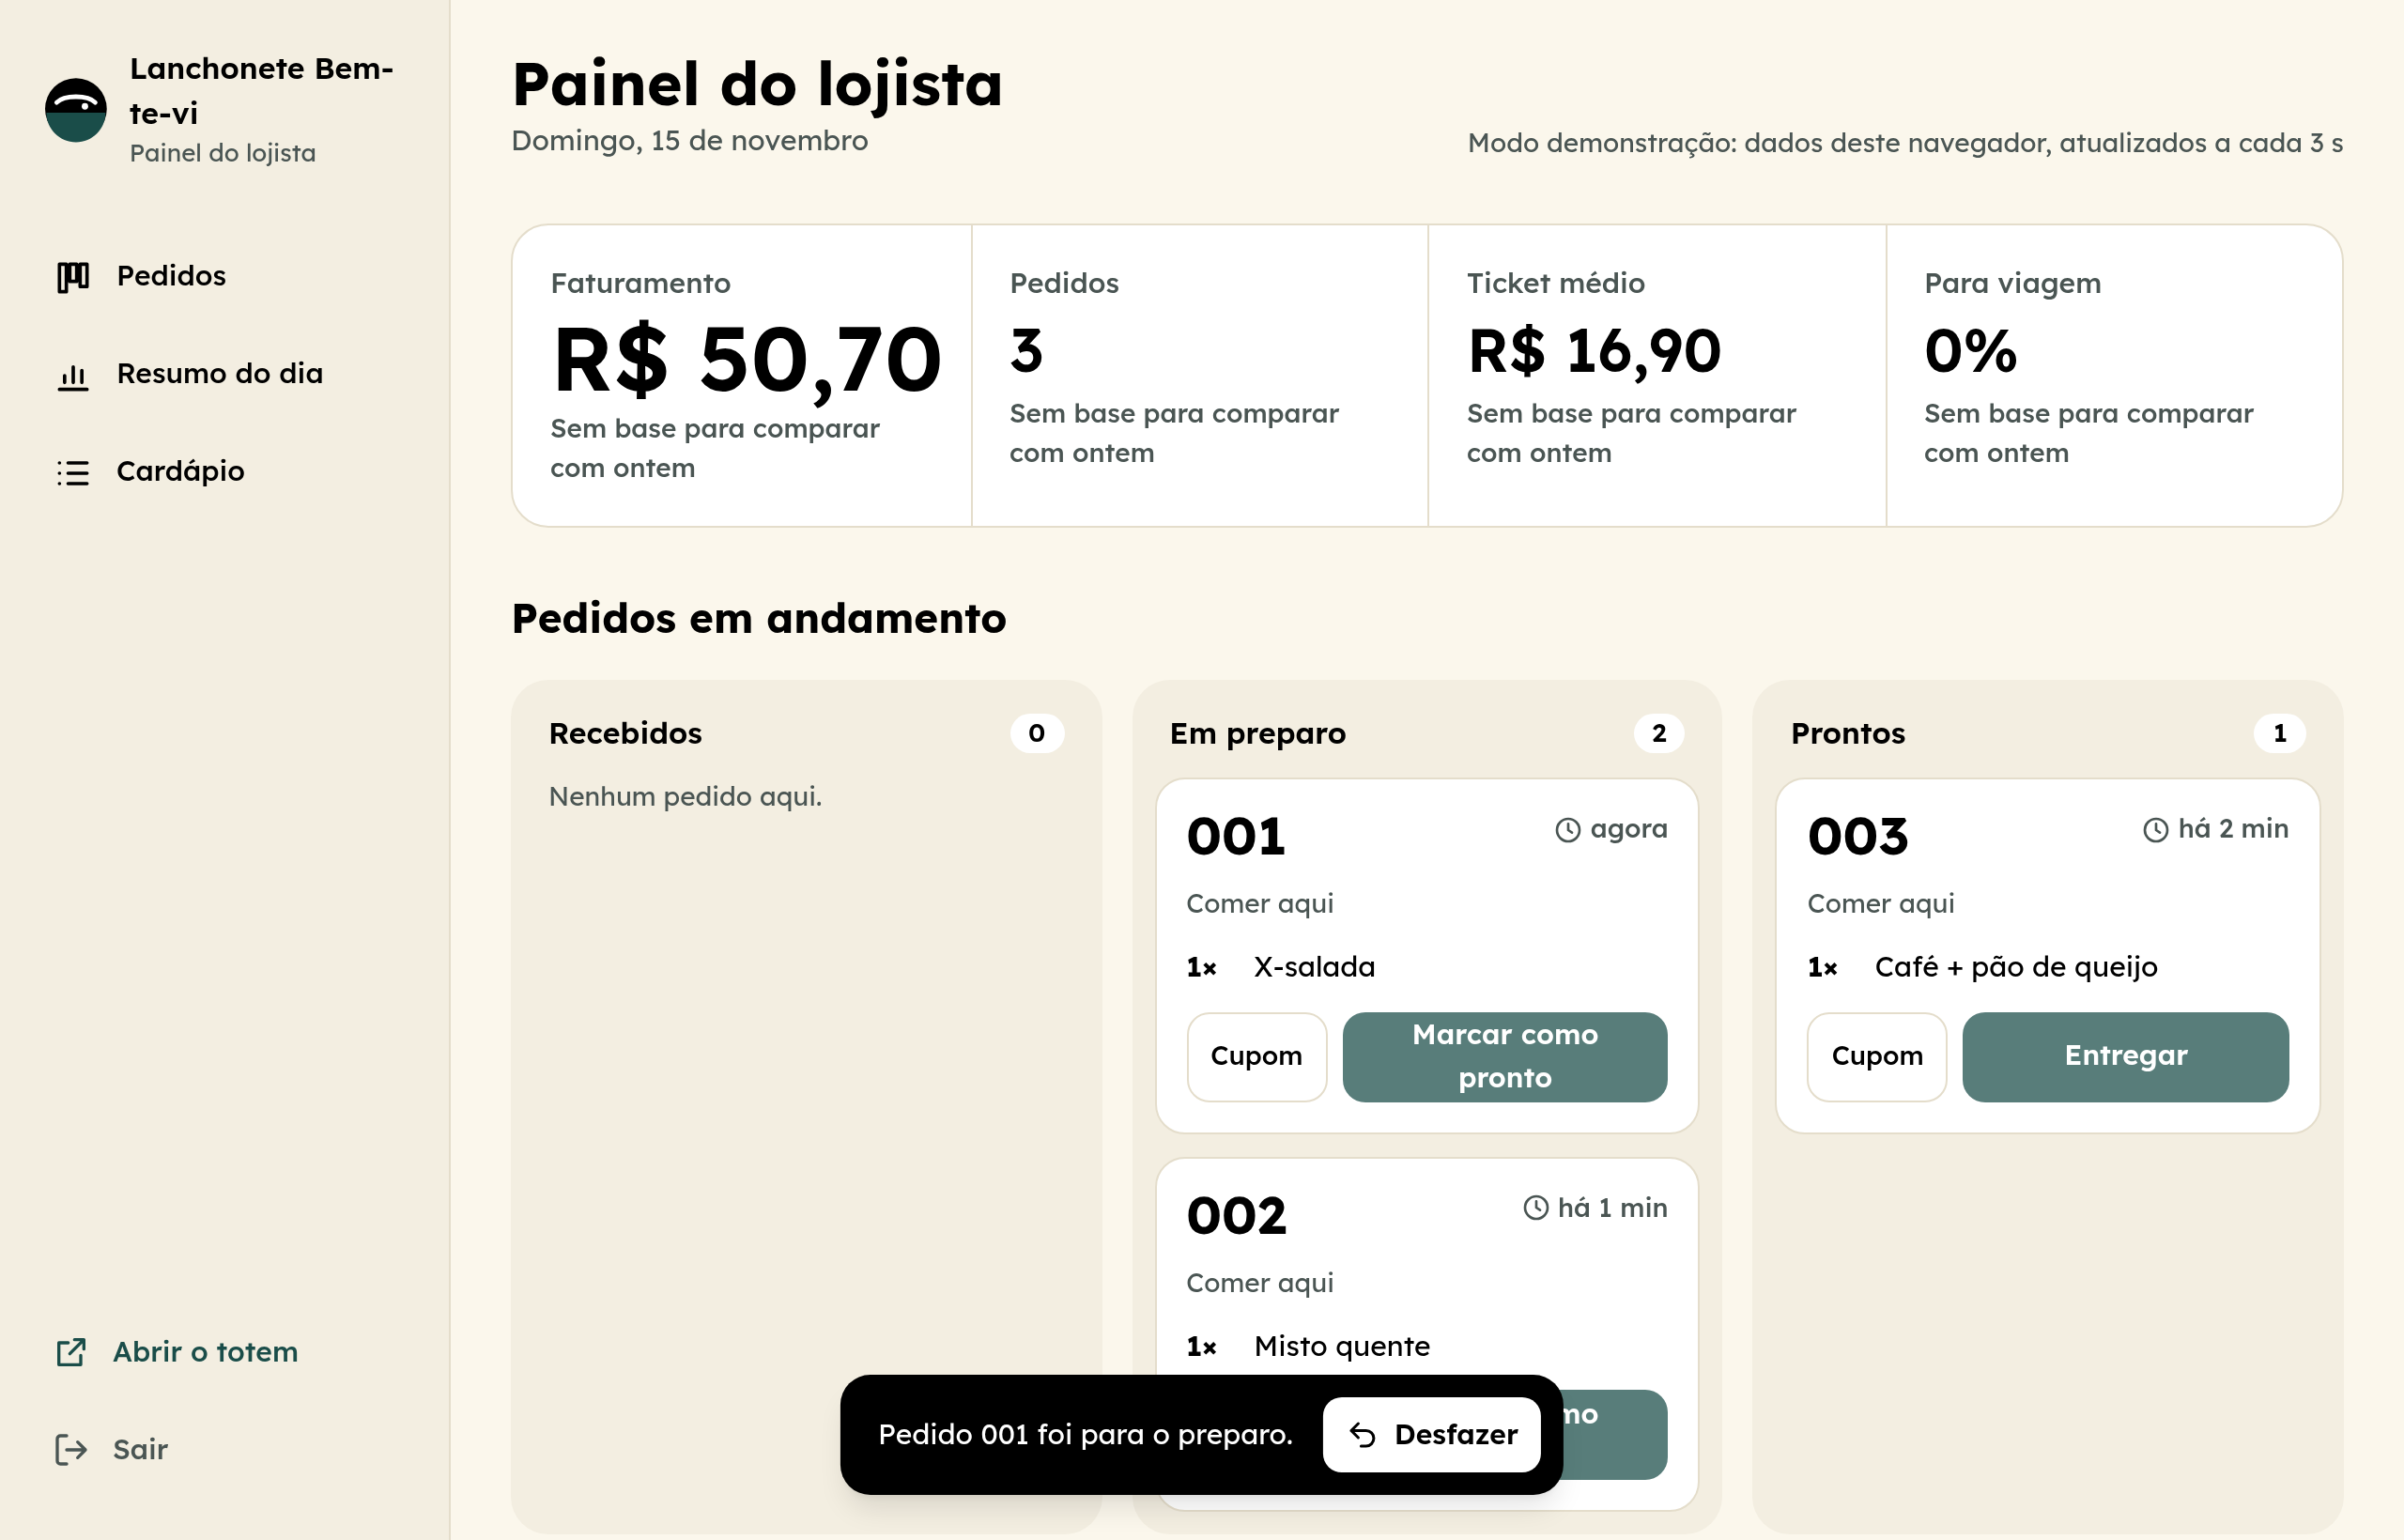 Lanchonete Bem-
te-vi
Painel do lojista
Pedidos
Resumo do dia
Cardápio
Abrir o totem
Sair
Painel do lojista
Domingo, 15 de novembro
Modo demonstração: dados deste navegador, atualizados a cada 3 s
Faturamento
R$ 50,70
Sem base para comparar
com ontem
Pedidos
3
Sem base para comparar
com ontem
Ticket médio
R$ 16,90
Sem base para comparar
com ontem
Para viagem
0%
Sem base para comparar
com ontem
Pedidos em andamento
Recebidos 0
Nenhum pedido aqui.
Em preparo 2
001 agora
Comer aqui
1× X-salada
Cupom
Marcar como
pronto
002 há 1 min
Comer aqui
1× Misto quente
Prontos 1
003 há 2 min
Comer aqui
1× Café + pão de queijo
Cupom
Entregar
Pedido 001 foi para o preparo. Desfazer